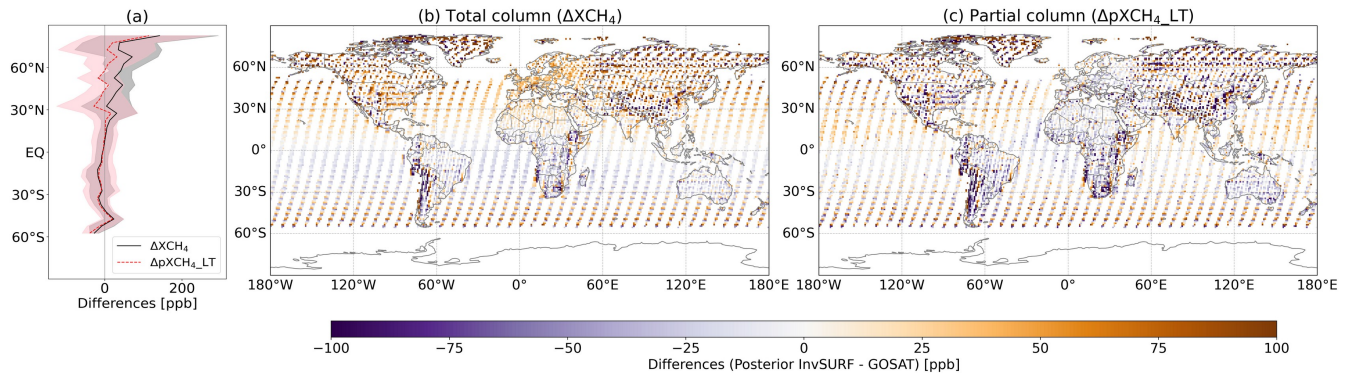 (a)
60°N
30°N
EQ
30°S
60°S
ΔXCH₄
ΔpXCH₄_LT
0
200
Differences [ppb]
(b) Total column (ΔXCH₄)
60°N
30°N
0°
30°S
60°S
180°W
120°W
60°W
0°
60°E
120°E
180°E
(c) Partial column (ΔpXCH₄_LT)
60°N
30°N
0°
30°S
60°S
180°W
120°W
60°W
0°
60°E
120°E
180°E
−100
−75
−50
−25
0
25
50
75
100
Differences (Posterior InvSURF - GOSAT) [ppb]